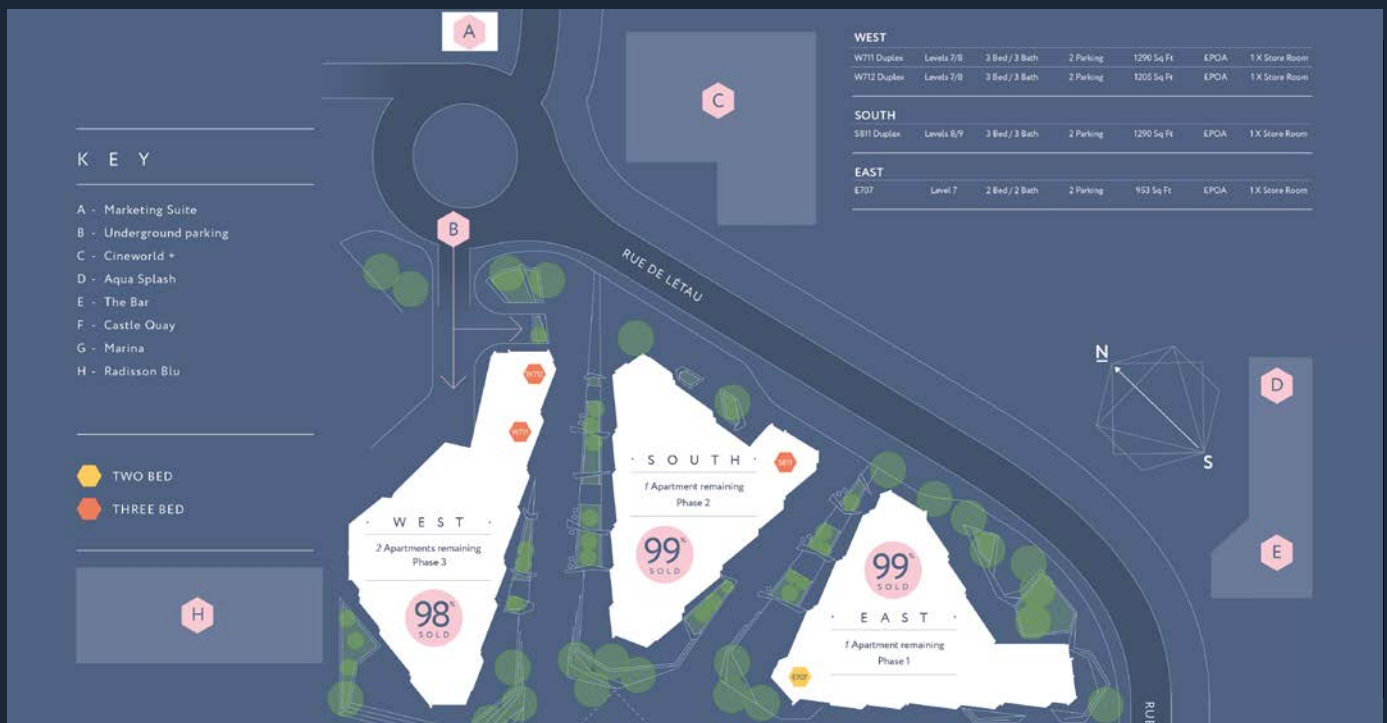 A
WEST
W711 Duplex Levels 7/8 3 Bed / 3 Bath 2 Parking 1290 Sq Ft £POA 1 X Store Room
W712 Duplex Levels 7/8 3 Bed / 3 Bath 2 Parking 1205 Sq Ft £POA 1 X Store Room
C
SOUTH
S811 Duplex Levels 8/9 3 Bed / 3 Bath 2 Parking 1290 Sq Ft £POA 1 X Store Room
EAST
E707 Level 7 2 Bed / 2 Bath 2 Parking 953 Sq Ft £POA 1 X Store Room
KEY
A - Marketing Suite
B - Underground parking
C - Cineworld +
D - Aqua Splash
E - The Bar
F - Castle Quay
G - Marina
H - Radisson Blu
B
RUE DE L'ÉTAU
N
S
D
E
W712
W711
TWO BED
THREE BED
· SOUTH ·
1 Apartment remaining
Phase 2
99%
SOLD
S811
· WEST ·
2 Apartments remaining
Phase 3
98%
SOLD
99%
SOLD
· EAST ·
1 Apartment remaining
Phase 1
E707
H
RUE